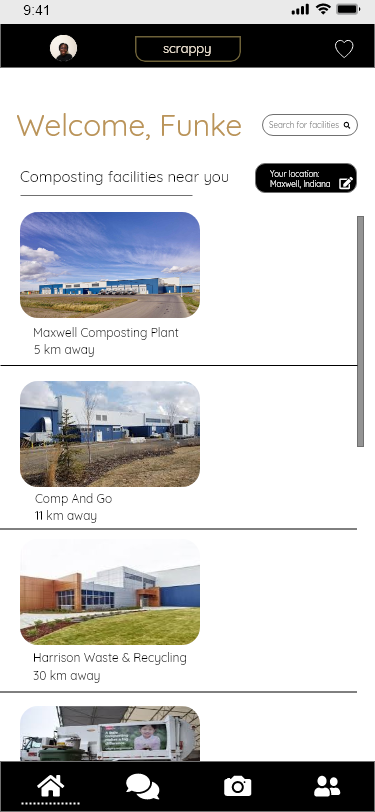 9:41
scrappy
Welcome, Funke
Search for facilities
Composting facilities near you
Your location:
Maxwell, Indiana
Maxwell Composting Plant
5 km away
Comp And Go
11 km away
Harrison Waste & Recycling
30 km away